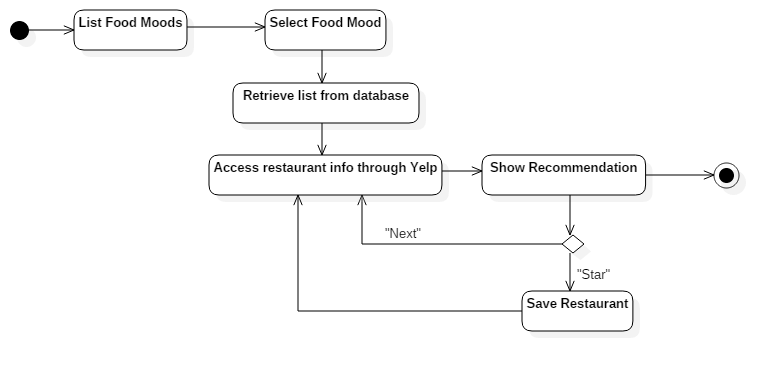 List Food Moods
Select Food Mood
Retrieve list from database
Access restaurant info through Yelp
Show Recommendation
"Next"
"Star"
Save Restaurant